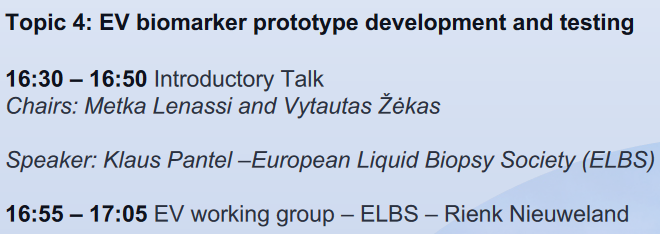 Topic 4: EV biomarker prototype development and testing
16:30 – 16:50 Introductory Talk
Chairs: Metka Lenassi and Vytautas Žėkas
Speaker: Klaus Pantel –European Liquid Biopsy Society (ELBS)
16:55 – 17:05 EV working group – ELBS – Rienk Nieuweland